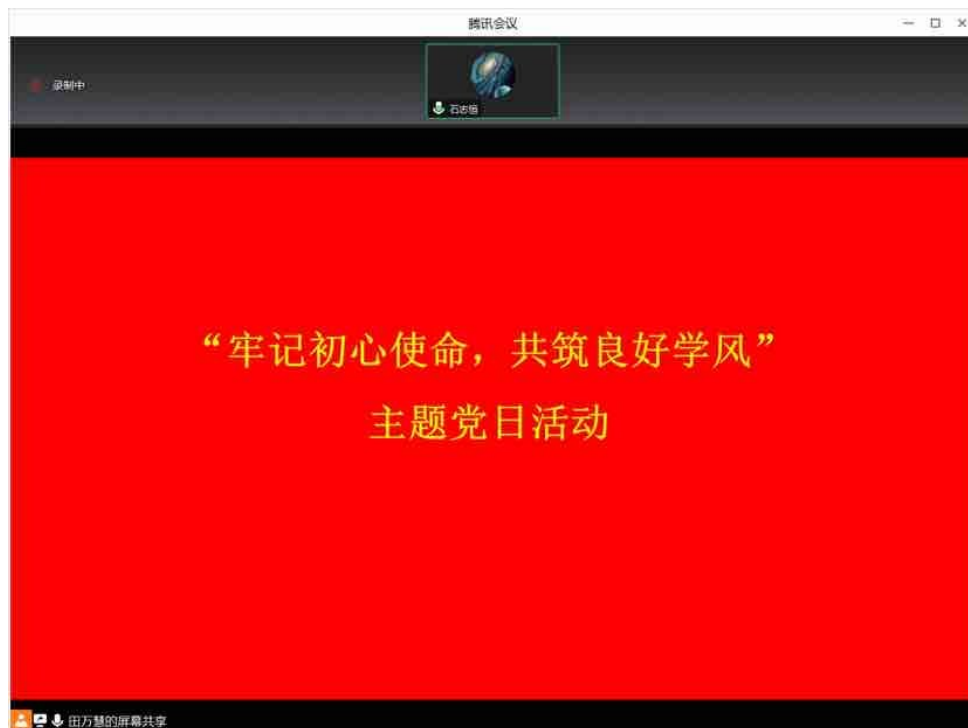 腾讯会议
录制中
石志恒
“牢记初心使命，共筑良好学风”
主题党日活动
田万慧的屏幕共享